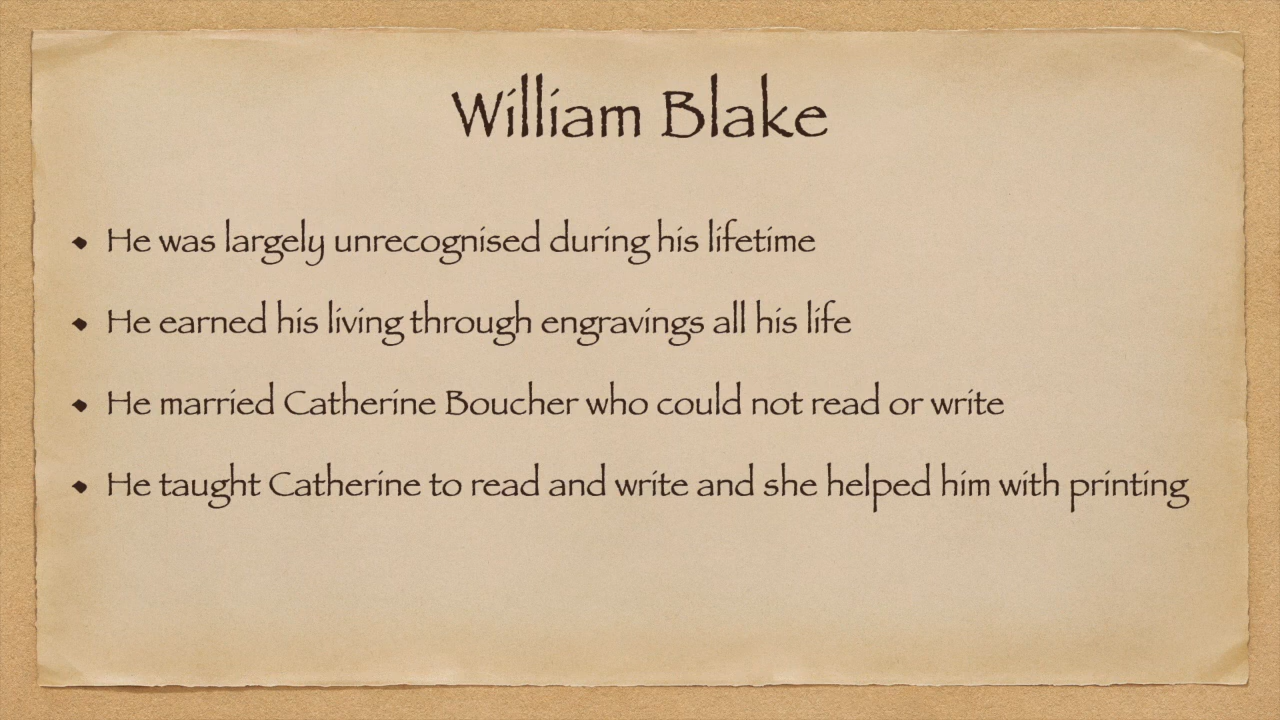 William Blake
• He was largely unrecognised during his lifetime
• He earned his living through engravings all his life
• He married Catherine Boucher who could not read or write
• He taught Catherine to read and write and she helped him with printing